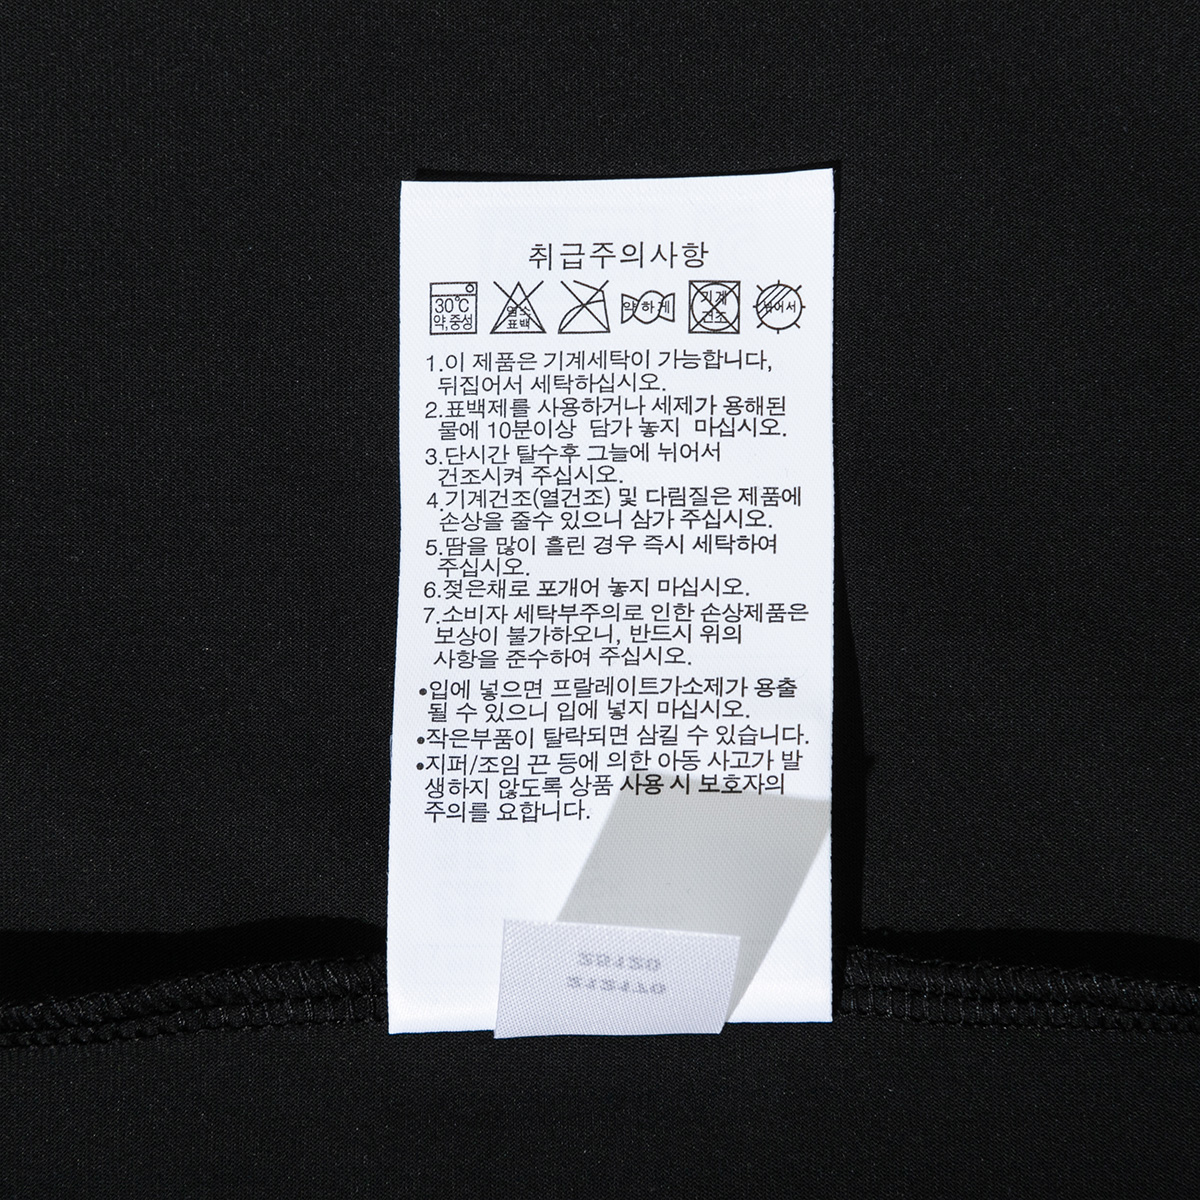 취급주의사항
30℃ 약,중성 염소 표백 약하게 기계 건조 뉘어서
1.이 제품은 기계세탁이 가능합니다,
뒤집어서 세탁하십시오.
2.표백제를 사용하거나 세제가 용해된
물에 10분이상 담가 놓지 마십시오.
3.단시간 탈수후 그늘에 뉘어서
건조시켜 주십시오.
4.기계건조(열건조) 및 다림질은 제품에
손상을 줄수 있으니 삼가 주십시오.
5.땀을 많이 흘린 경우 즉시 세탁하여
주십시오.
6.젖은채로 포개어 놓지 마십시오.
7.소비자 세탁부주의로 인한 손상제품은
보상이 불가하오니, 반드시 위의
사항을 준수하여 주십시오.
•입에 넣으면 프탈레이트가소제가 용출
될 수 있으니 입에 넣지 마십시오.
•작은부품이 탈락되면 삼킬 수 있습니다.
•지퍼/조임 끈 등에 의한 아동 사고가 발
생하지 않도록 상품 사용 시 보호자의
주의를 요합니다.